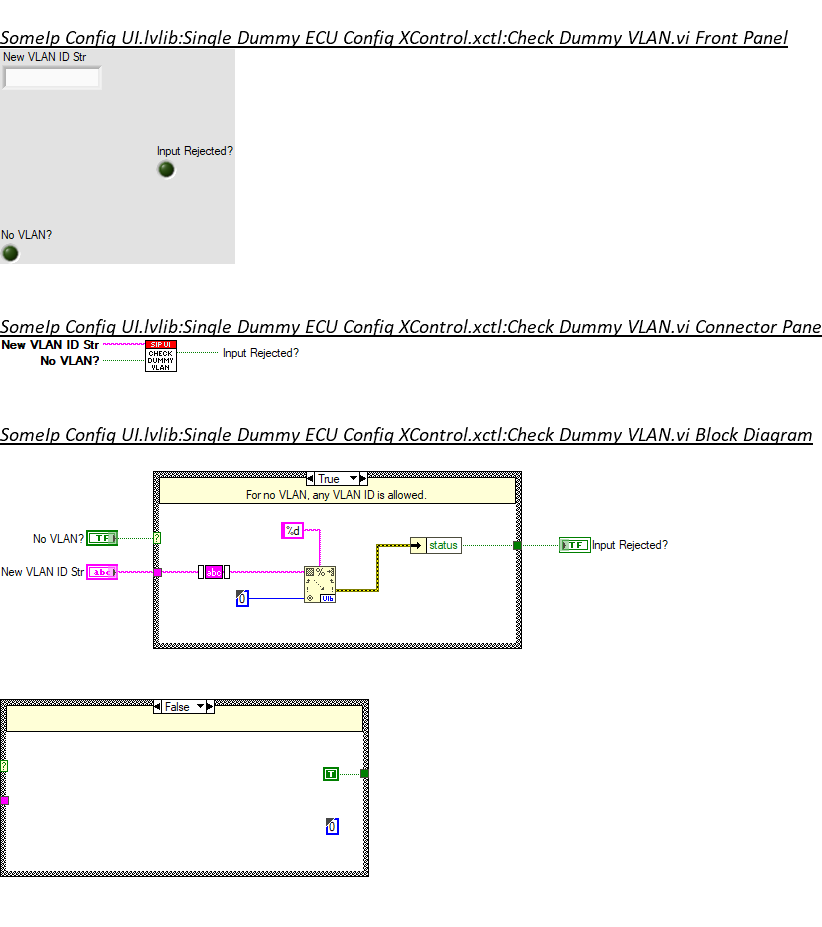 SomeIp Config UI.lvlib:Single Dummy ECU Config XControl.xctl:Check Dummy VLAN.vi Front Panel
New VLAN ID Str
Input Rejected?
No VLAN?
SomeIp Config UI.lvlib:Single Dummy ECU Config XControl.xctl:Check Dummy VLAN.vi Connector Pane
New VLAN ID Str
No VLAN?
SIP UI
CHECK
DUMMY
VLAN
Input Rejected?
SomeIp Config UI.lvlib:Single Dummy ECU Config XControl.xctl:Check Dummy VLAN.vi Block Diagram
True
For no VLAN, any VLAN ID is allowed.
%d
No VLAN?
TF
?
status
TF
Input Rejected?
New VLAN ID Str
abc
abc
%
0
U16
False
?
T
0